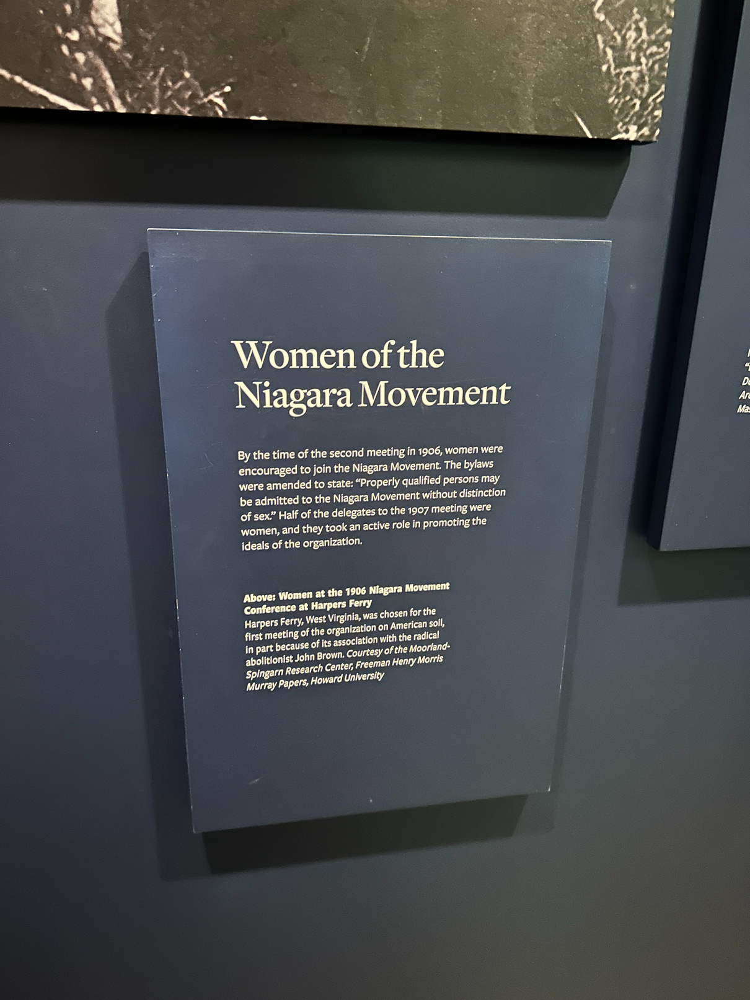 Women of the
Niagara Movement
By the time of the second meeting in 1906, women were
encouraged to join the Niagara Movement. The bylaws
were amended to state: “Properly qualified persons may
be admitted to the Niagara Movement without distinction
of sex.” Half of the delegates to the 1907 meeting were
women, and they took an active role in promoting the
ideals of the organization.
Above: Women at the 1906 Niagara Movement
Conference at Harpers Ferry
Harpers Ferry, West Virginia, was chosen for the
first meeting of the organization on American soil,
in part because of its association with the radical
abolitionist John Brown. Courtesy of the Moorland-
Spingarn Research Center, Freeman Henry Morris
Murray Papers, Howard University